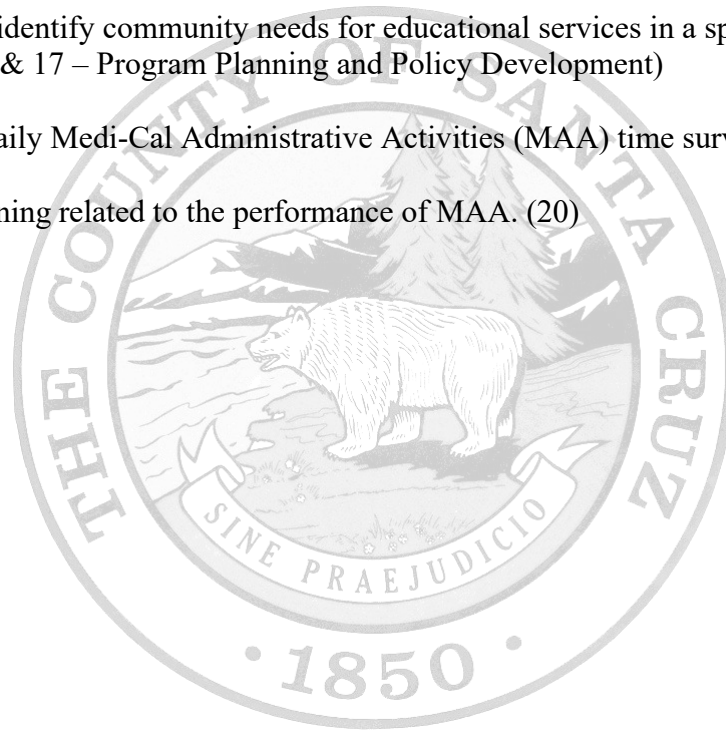 identify community needs for educational services in a sp
& 17 – Program Planning and Policy Development)
aily Medi-Cal Administrative Activities (MAA) time surv
ning related to the performance of MAA. (20)
THE COUNTY OF SANTA CRUZ
SINE PRAEJUDICIO
• 1850 •